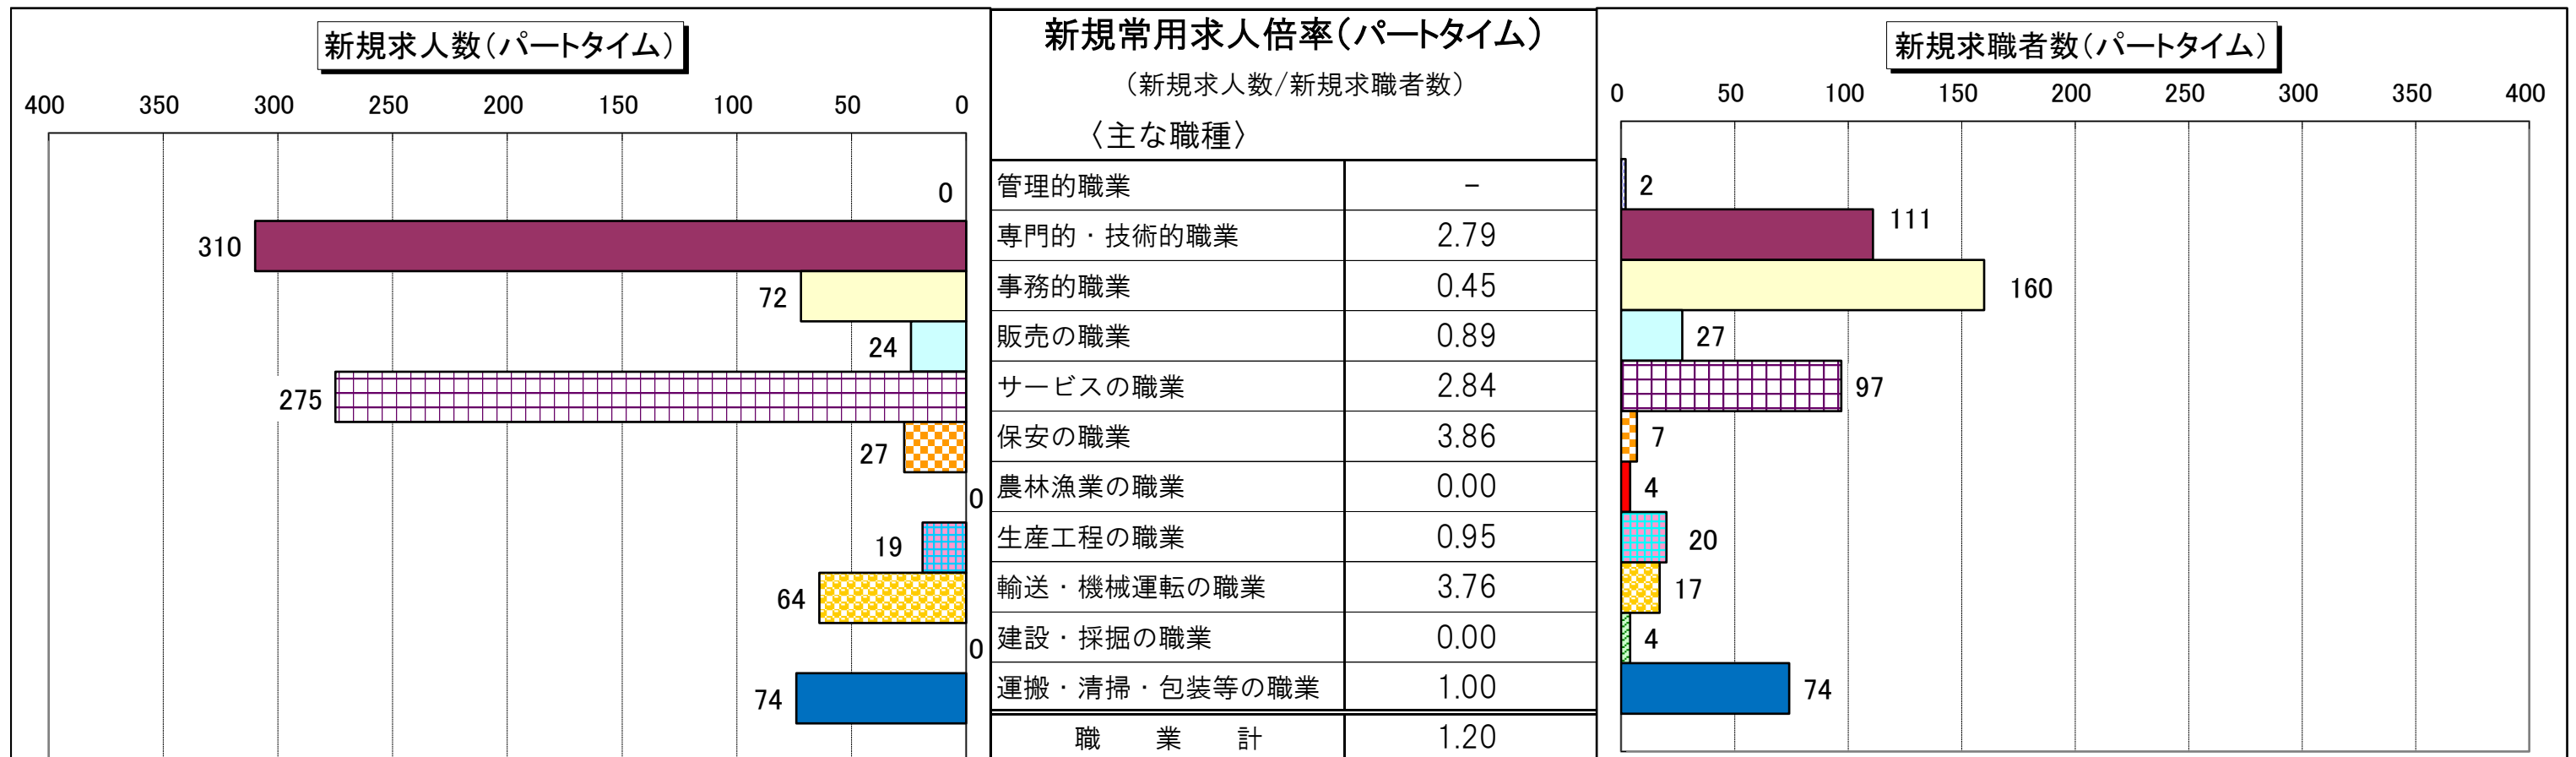 新規求人数(パートタイム)
400 350 300 250 200 150 100 50 0
0
310
72
24
275
27
0
19
64
0
74
新規常用求人倍率(パートタイム)
(新規求人数/新規求職者数)
〈主な職種〉
管理的職業 −
専門的・技術的職業 2.79
事務的職業 0.45
販売の職業 0.89
サービスの職業 2.84
保安の職業 3.86
農林漁業の職業 0.00
生産工程の職業 0.95
輸送・機械運転の職業 3.76
建設・採掘の職業 0.00
運搬・清掃・包装等の職業 1.00
職 業 計 1.20
新規求職者数(パートタイム)
0 50 100 150 200 250 300 350 400
2
111
160
27
97
7
4
20
17
4
74